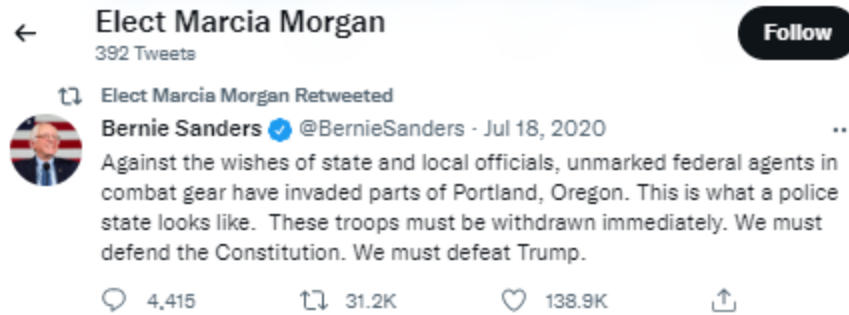 Elect Marcia Morgan
392 Tweets
Follow
Elect Marcia Morgan Retweeted
Bernie Sanders @BernieSanders · Jul 18, 2020
Against the wishes of state and local officials, unmarked federal agents in
combat gear have invaded parts of Portland, Oregon. This is what a police
state looks like.  These troops must be withdrawn immediately. We must
defend the Constitution. We must defeat Trump.
4,415 31.2K 138.9K